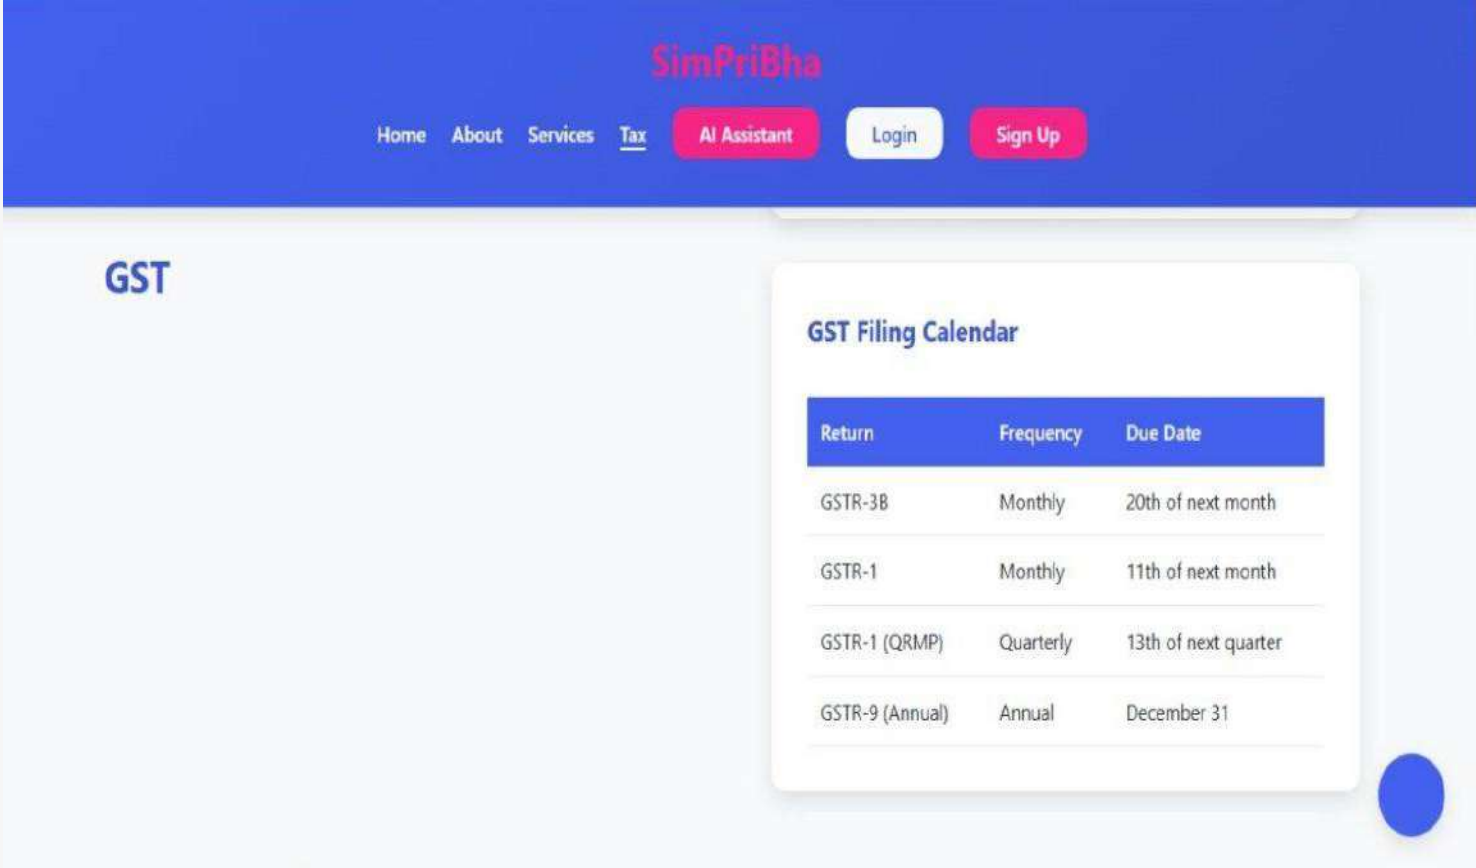 SimPriBha
Home About Services Tax AI Assistant Login Sign Up
GST
GST Filing Calendar
Return Frequency Due Date
GSTR-3B Monthly 20th of next month
GSTR-1 Monthly 11th of next month
GSTR-1 (QRMP) Quarterly 13th of next quarter
GSTR-9 (Annual) Annual December 31